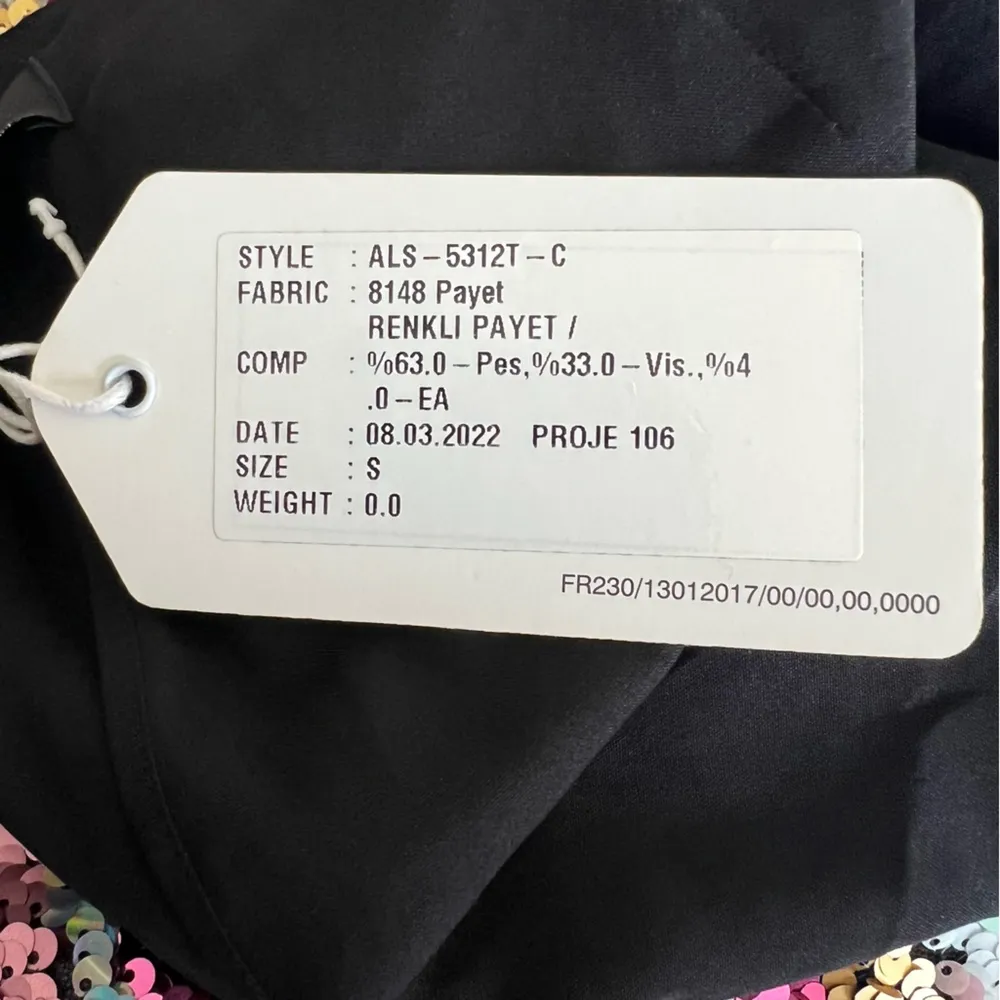 STYLE : ALS-5312T-C
FABRIC : 8148 Payet
RENKLI PAYET /
COMP : %63.0-Pes,%33.0-Vis.,%4
.0-EA
DATE : 08.03.2022 PROJE 106
SIZE : S
WEIGHT : 0.0
FR230/13012017/00/00,00,0000